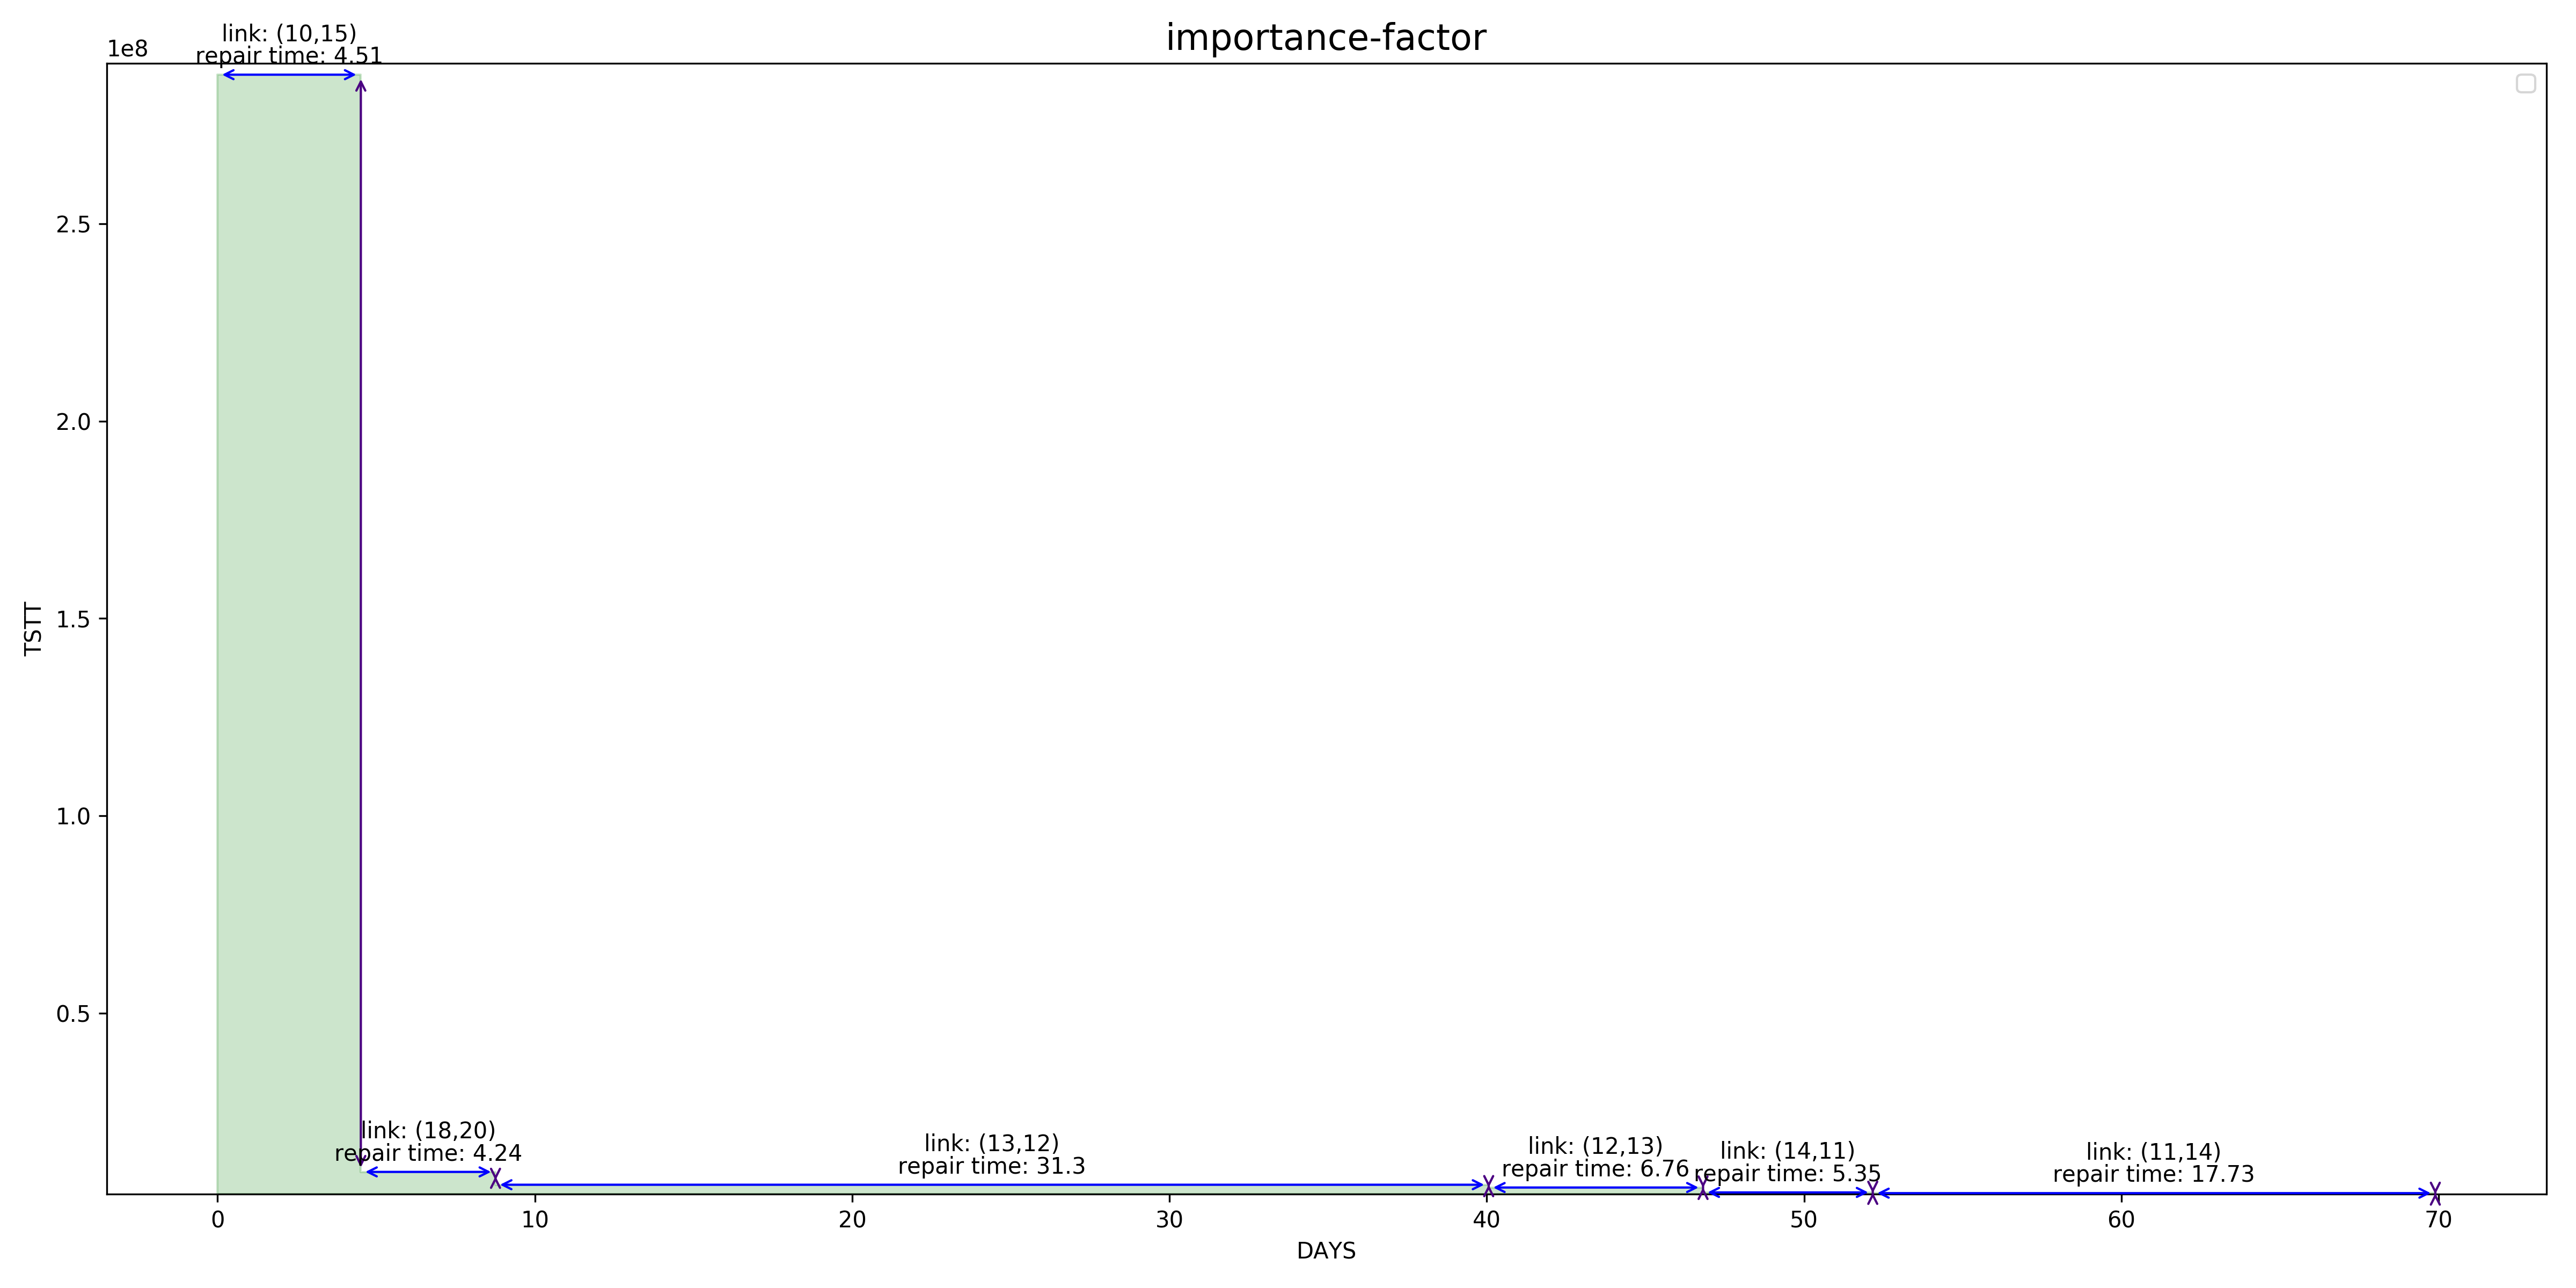 importance-factor
1e8
link: (10,15)
repair time: 4.51
2.5
2.0
1.5
1.0
0.5
TSTT
link: (18,20)
repair time: 4.24
link: (13,12)
repair time: 31.3
link: (12,13)
repair time: 6.76
link: (14,11)
repair time: 5.35
link: (11,14)
repair time: 17.73
0 10 20 30 40 50 60 70
DAYS